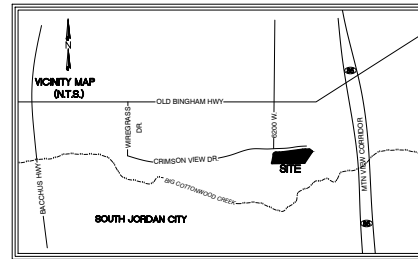 N
VICINITY MAP
(N.T.S.)
OLD BINGHAM HWY
WIREGRASS
DR.
6200 W.
CRIMSON VIEW DR.
SITE
BIG COTTONWOOD CREEK
BACCHUS HWY
MTN VIEW CORRIDOR
SOUTH JORDAN CITY